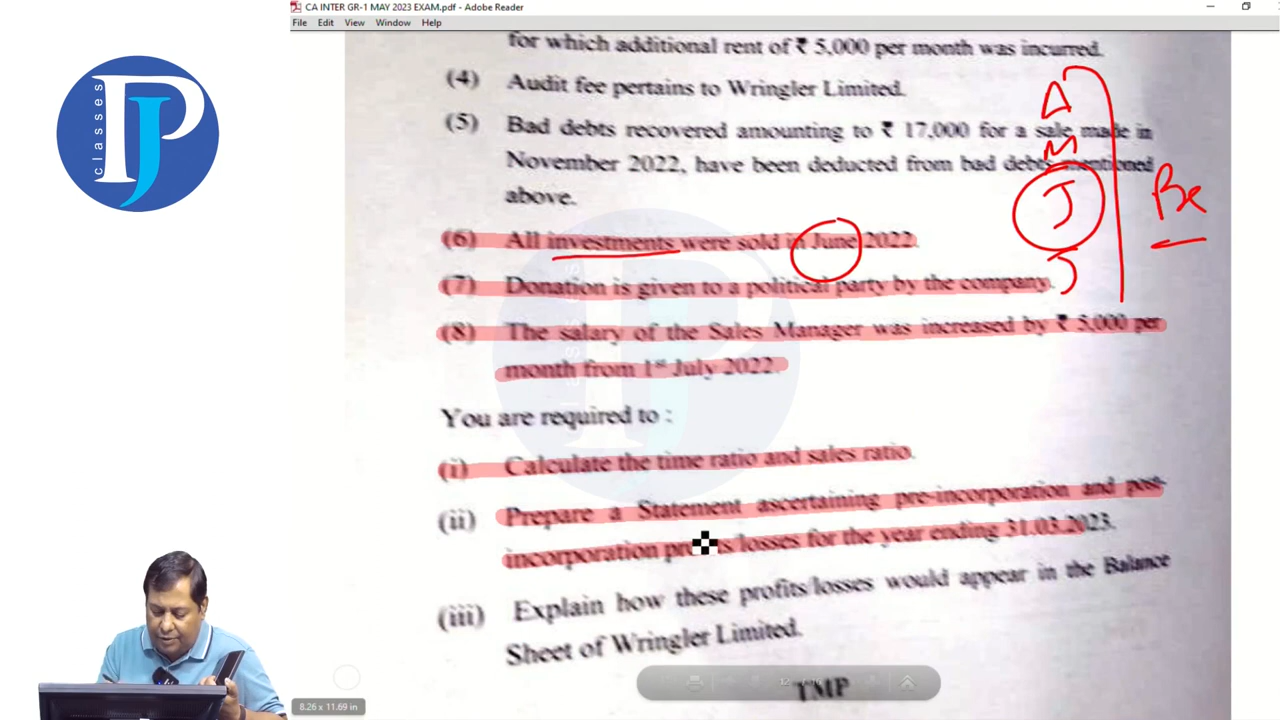 CA INTER GR-1 MAY 2023 EXAM.pdf - Adobe Reader
File Edit View Window Help
PJ
classes
for which additional rent of ₹ 5,000 per month was incurred.
(4) Audit fee pertains to Wringler Limited.
(5) Bad debts recovered amounting to ₹ 17,000 for a sale made in
November 2022, have been deducted from bad debts mentioned
above.
(6) All investments were sold in June 2022.
(7) Donation is given to a political party by the company.
(8) The salary of the Sales Manager was increased by ₹ 5,000 per
month from 1st July 2022.
A
M
J
J
Be
You are required to :
(i) Calculate the time ratio and sales ratio.
(ii) Prepare a Statement ascertaining pre-incorporation and post-
incorporation losses for the year ending 31.03.2023.
(iii) Explain how these profits/losses would appear in the Balance
Sheet of Wringler Limited.
TMP
8.26 x 11.69 in